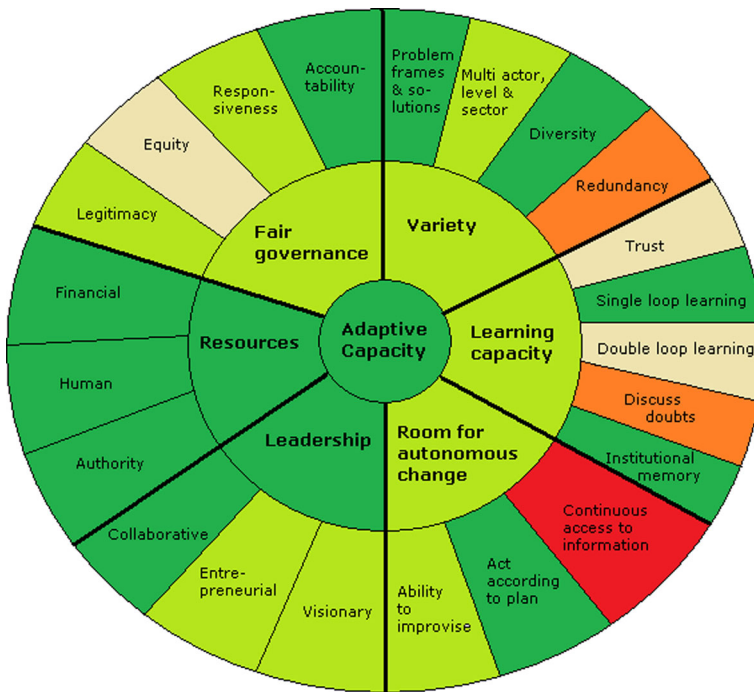 Problem
frames
& so-
lutions
Multi actor,
level &
sector
Diversity
Redundancy
Trust
Single loop learning
Double loop learning
Discuss
doubts
Institutional
memory
Continuous
access to
information
Act
according
to plan
Ability
to
improvise
Visionary
Entre-
preneurial
Collaborative
Authority
Human
Financial
Legitimacy
Equity
Respon-
siveness
Accoun-
tability
Fair
governance
Variety
Learning
capacity
Room for
autonomous
change
Leadership
Resources
Adaptive
Capacity